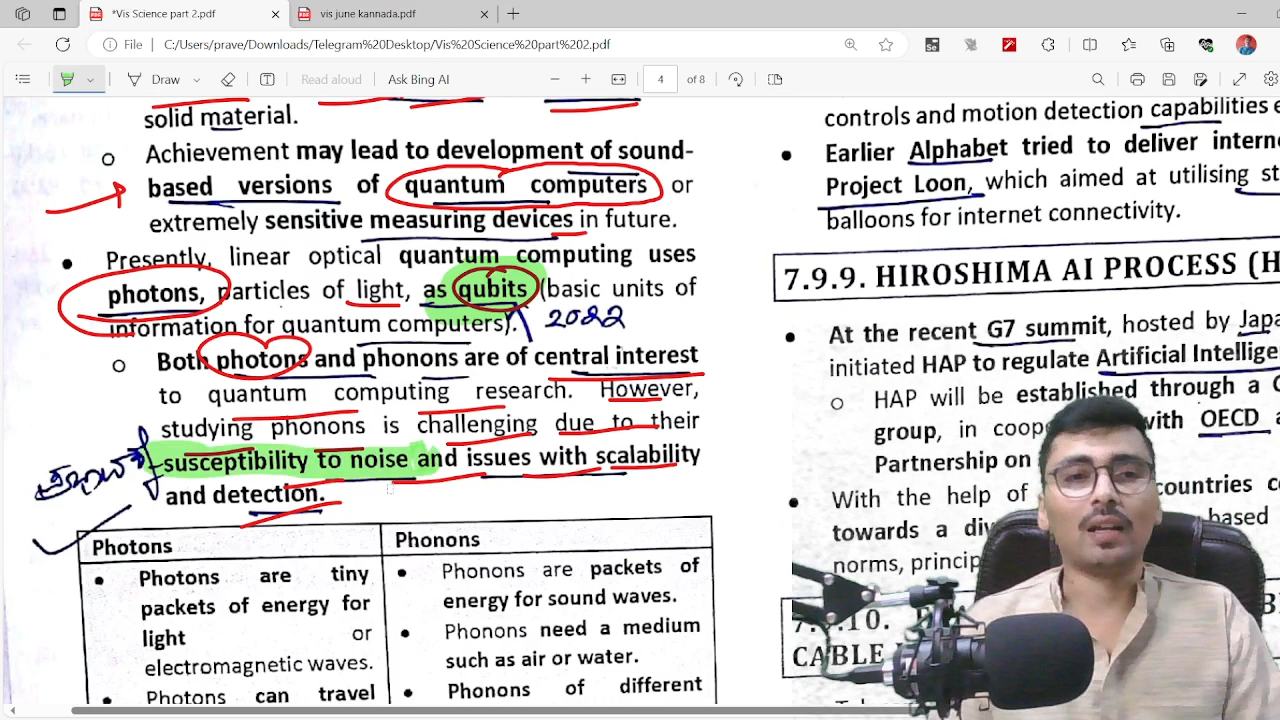 *Vis Science part 2.pdf
vis june kannada.pdf
File
C:/Users/prave/Downloads/Telegram%20Desktop/Vis%20Science%20part%202.pdf
Draw
Read aloud
Ask Bing AI
4 of 8
solid material.
Achievement may lead to development of sound-
based versions of quantum computers or
extremely sensitive measuring devices in future.
Presently, linear optical quantum computing uses
photons, particles of light, as qubits (basic units of
information for quantum computers).
2022
Both photons and phonons are of central interest
to quantum computing research. However,
studying phonons is challenging due to their
susceptibility to noise and issues with scalability
and detection.
Photons
Photons are tiny
packets of energy for
light or
electromagnetic waves.
Photons can travel
Phonons
Phonons are packets of
energy for sound waves.
Phonons need a medium
such as air or water.
Phonons of different
controls and motion detection capabilities
Earlier Alphabet tried to deliver
Project Loon, which aimed at utilising
balloons for internet connectivity.
7.9.9. HIROSHIMA AI PROCESS (H
At the recent G7 summit, hosted by
initiated HAP to regulate Artificial
HAP will be established through a
group, in with OECD
Partnership on
With the help of countries
towards a based
norms,
7. .10.
CABLE